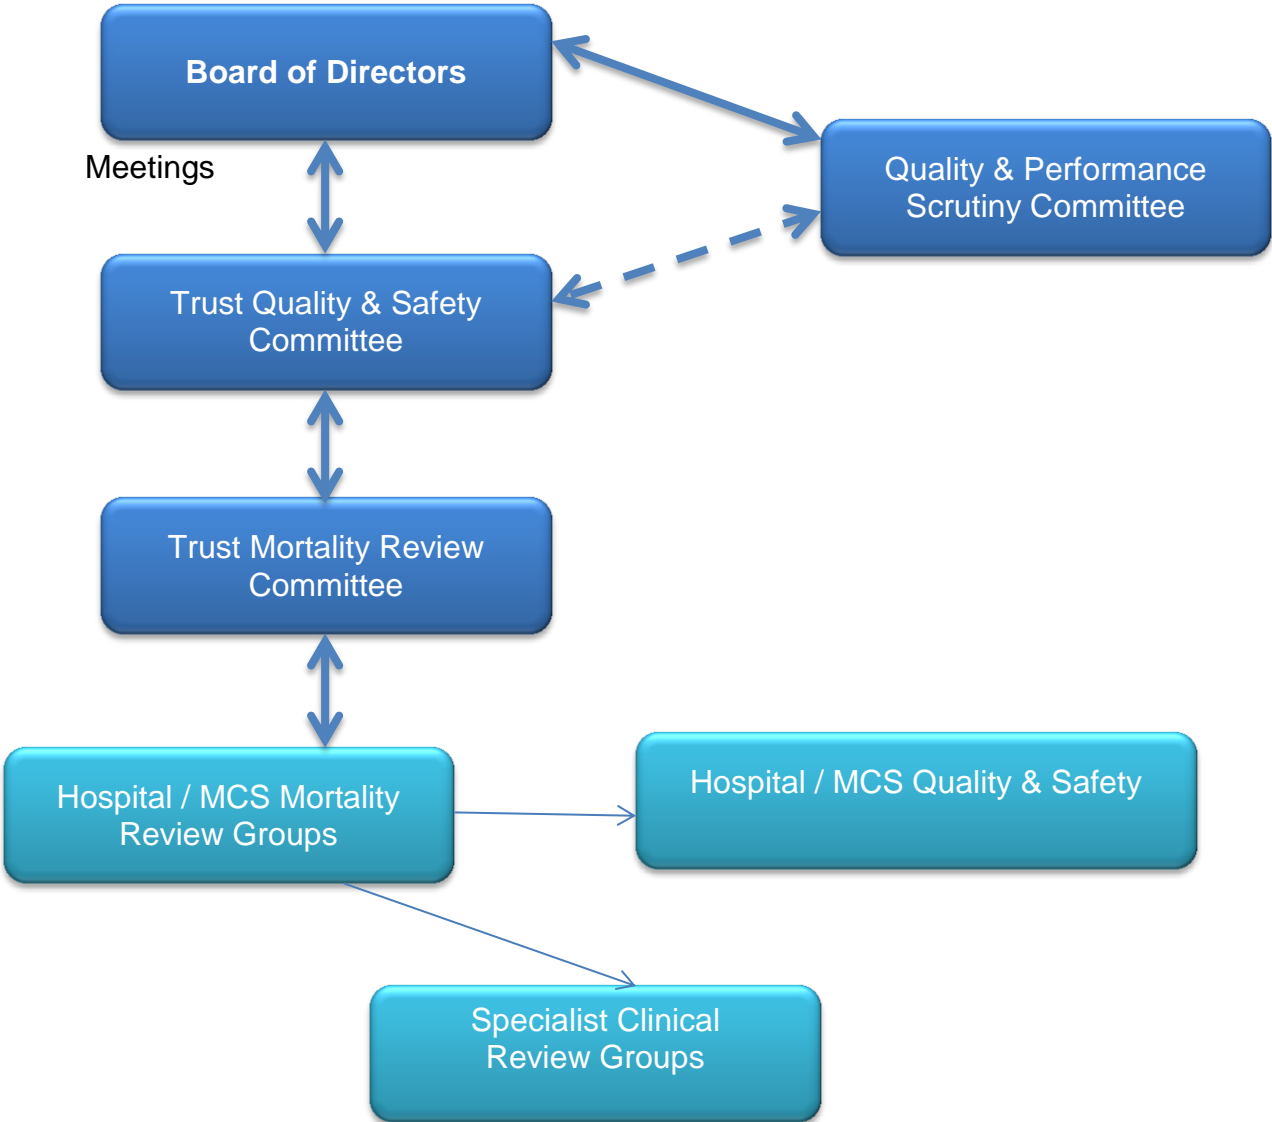 Board of Directors
Meetings
Quality & Performance
Scrutiny Committee
Trust Quality & Safety
Committee
Trust Mortality Review
Committee
Hospital / MCS Mortality
Review Groups
Hospital / MCS Quality & Safety
Specialist Clinical
Review Groups